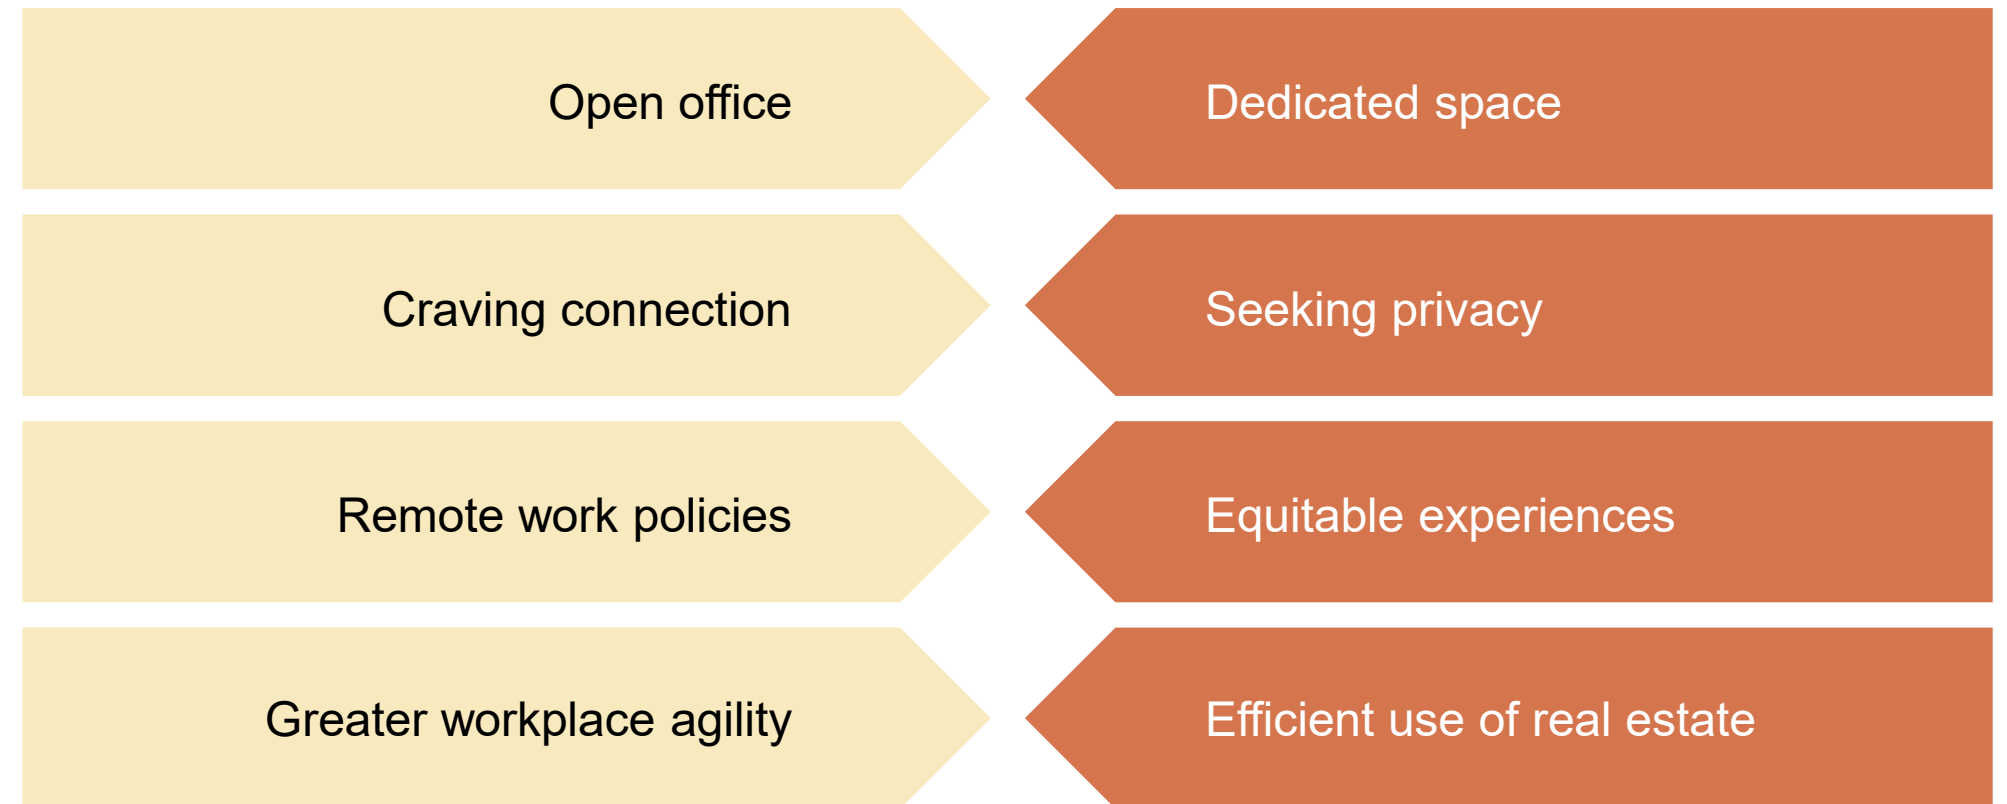 Open office
Dedicated space
Craving connection
Seeking privacy
Remote work policies
Equitable experiences
Greater workplace agility
Efficient use of real estate